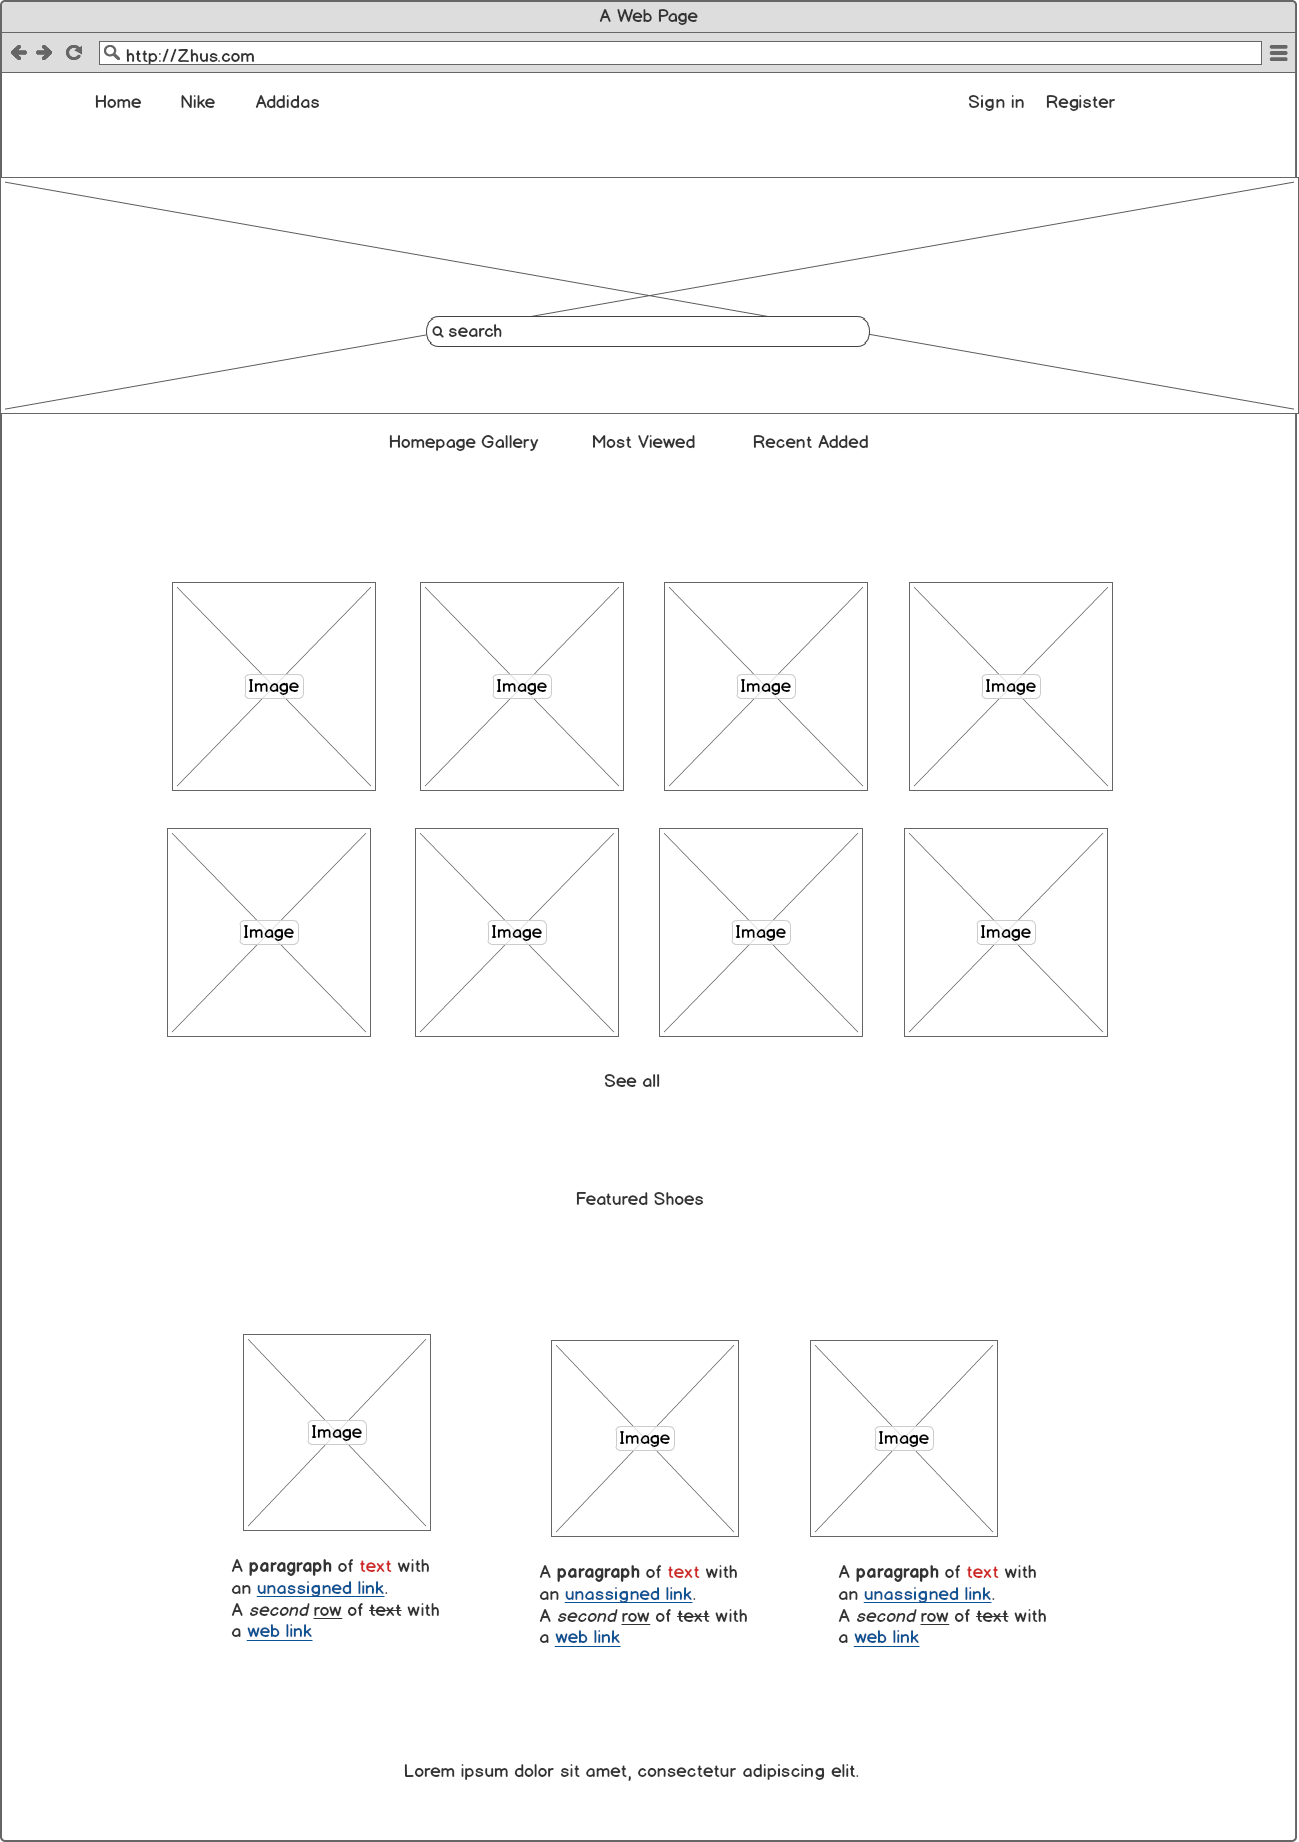 A Web Page
http://Zhus.com
Home Nike Addidas Sign in Register
search
Homepage Gallery Most Viewed Recent Added
Image Image Image Image
Image Image Image Image
See all
Featured Shoes
Image Image Image
A paragraph of text with
an unassigned link.
A second row of text with
a web link
A paragraph of text with
an unassigned link.
A second row of text with
a web link
A paragraph of text with
an unassigned link.
A second row of text with
a web link
Lorem ipsum dolor sit amet, consectetur adipiscing elit.